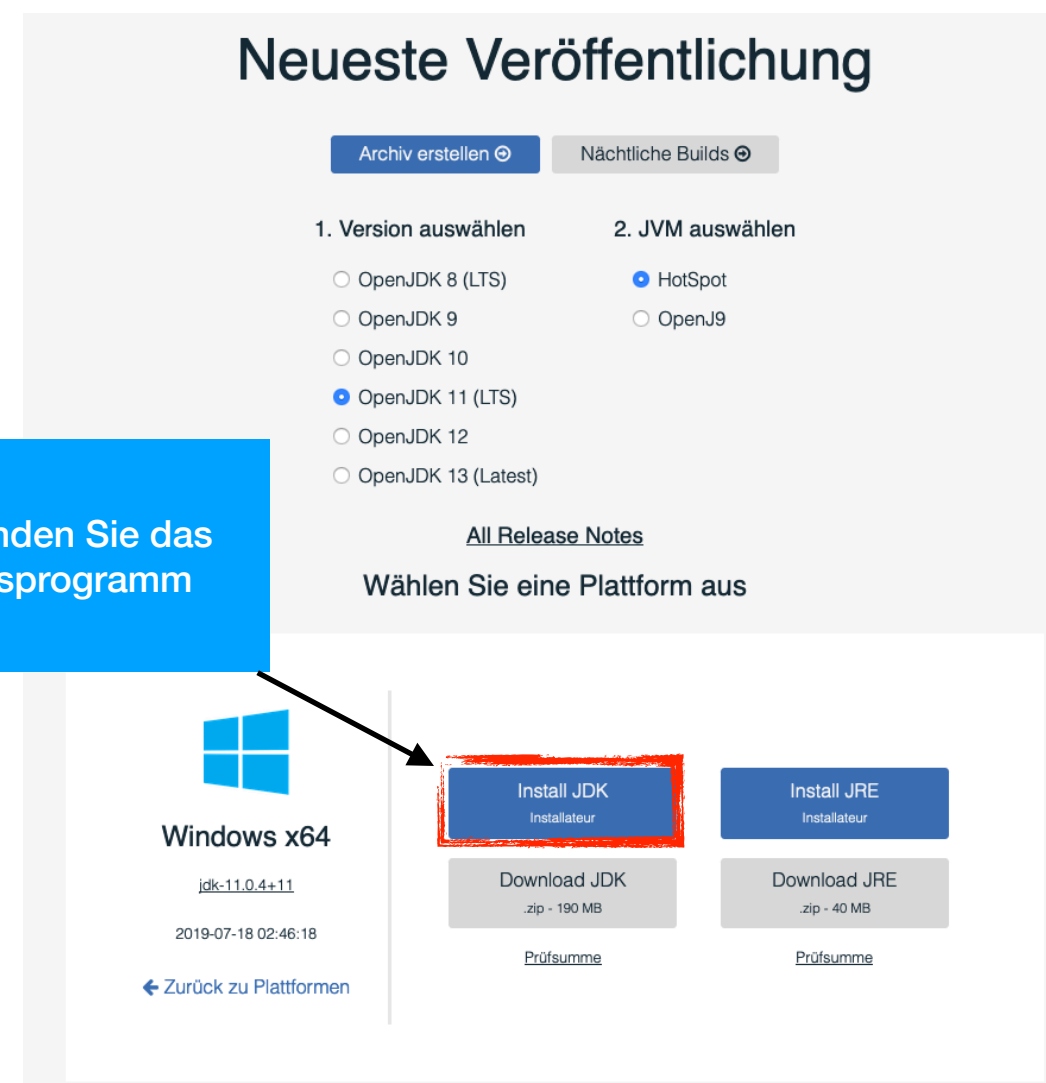 Neueste Veröffentlichung
Archiv erstellen
Nächtliche Builds
1. Version auswählen
2. JVM auswählen
OpenJDK 8 (LTS)
OpenJDK 9
OpenJDK 10
OpenJDK 11 (LTS)
OpenJDK 12
OpenJDK 13 (Latest)
HotSpot
OpenJ9
All Release Notes
Wählen Sie eine Plattform aus
nden Sie das
sprogramm
Windows x64
jdk-11.0.4+11
2019-07-18 02:46:18
Zurück zu Plattformen
Install JDK
Installateur
Download JDK
.zip - 190 MB
Prüfsumme
Install JRE
Installateur
Download JRE
.zip - 40 MB
Prüfsumme